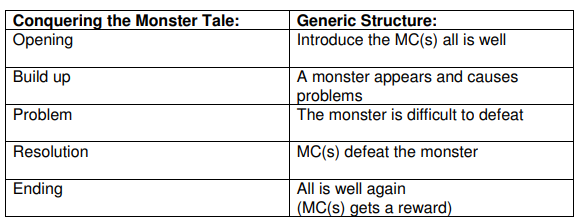 Conquering the Monster Tale: Generic Structure:
Opening Introduce the MC(s) all is well
Build up A monster appears and causes
problems
Problem The monster is difficult to defeat
Resolution MC(s) defeat the monster
Ending All is well again
(MC(s) gets a reward)